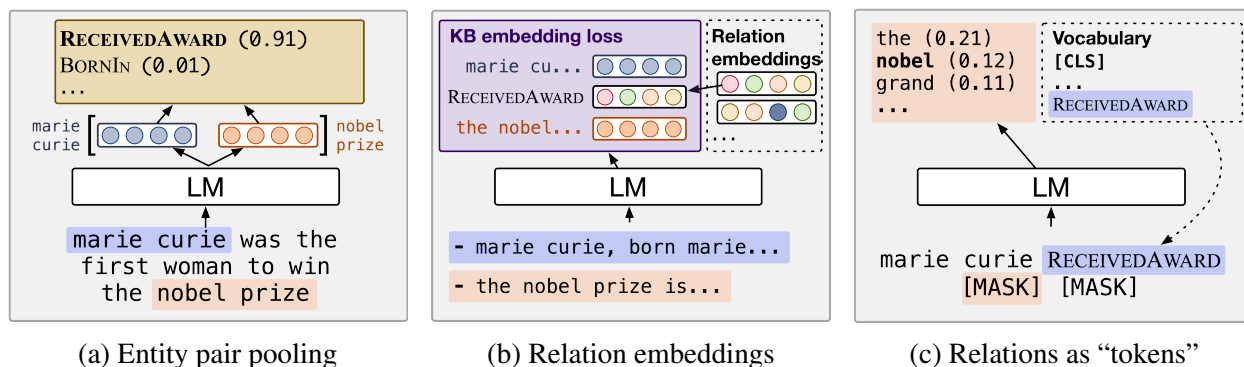 RECEIVEDAWARD (0.91)
BORNIN (0.01)
...
marie curie
nobel prize
LM
marie curie was the
first woman to win
the nobel prize
(a) Entity pair pooling
KB embedding loss
marie cu...
RECEIVEDAWARD
the nobel...
Relation embeddings
...
LM
- marie curie, born marie...
- the nobel prize is...
(b) Relation embeddings
the (0.21)
nobel (0.12)
grand (0.11)
...
Vocabulary
[CLS]
...
RECEIVEDAWARD
LM
marie curie RECEIVEDAWARD
[MASK] [MASK]
(c) Relations as “tokens”